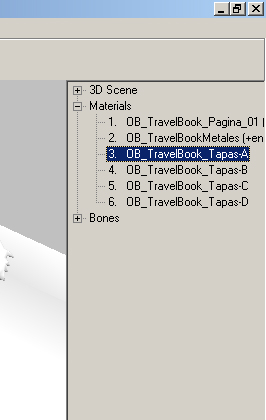 3D Scene
Materials
1. OB_TravelBook_Pagina_01 (
2. OB_TravelBookMetales (+en
3. OB_TravelBook_Tapas-A
4. OB_TravelBook_Tapas-B
5. OB_TravelBook_Tapas-C
6. OB_TravelBook_Tapas-D
Bones